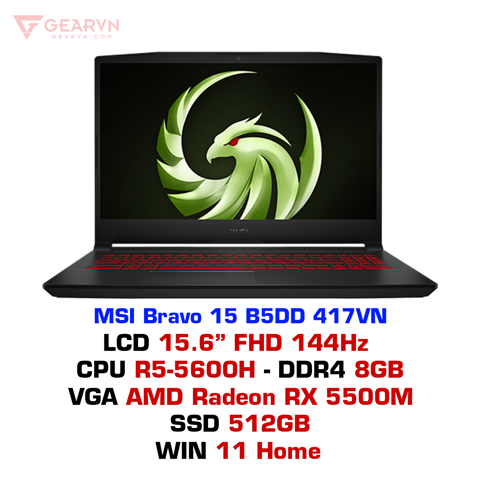 GEARVN
GEARVN.COM
msi
MSI Bravo 15 B5DD 417VN
LCD 15.6” FHD 144Hz
CPU R5-5600H - DDR4 8GB
VGA AMD Radeon RX 5500M
SSD 512GB
WIN 11 Home